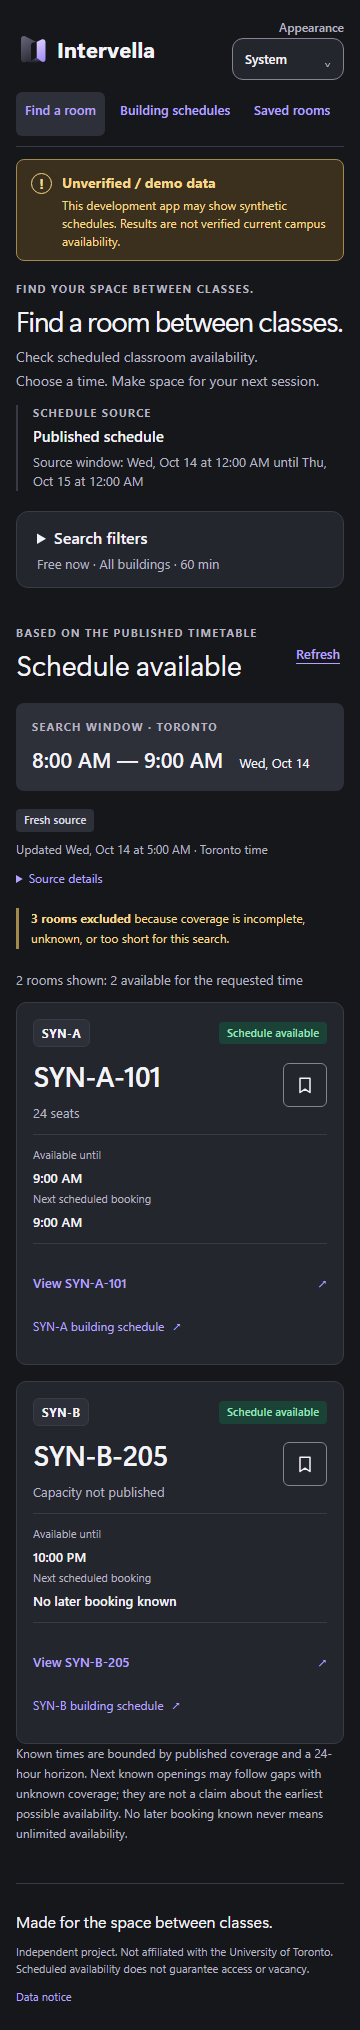 Appearance
Intervella
System
Find a room
Building schedules
Saved rooms
Unverified / demo data
This development app may show synthetic
schedules. Results are not verified current campus
availability.
FIND YOUR SPACE BETWEEN CLASSES.
Find a room between classes.
Check scheduled classroom availability.
Choose a time. Make space for your next session.
SCHEDULE SOURCE
Published schedule
Source window: Wed, Oct 14 at 12:00 AM until Thu,
Oct 15 at 12:00 AM
Search filters
Free now · All buildings · 60 min
BASED ON THE PUBLISHED TIMETABLE
Schedule available
Refresh
SEARCH WINDOW · TORONTO
8:00 AM — 9:00 AM Wed, Oct 14
Fresh source
Updated Wed, Oct 14 at 5:00 AM · Toronto time
Source details
3 rooms excluded because coverage is incomplete,
unknown, or too short for this search.
2 rooms shown: 2 available for the requested time
SYN-A
Schedule available
SYN-A-101
24 seats
Available until
9:00 AM
Next scheduled booking
9:00 AM
View SYN-A-101 ↗
SYN-A building schedule ↗
SYN-B
Schedule available
SYN-B-205
Capacity not published
Available until
10:00 PM
Next scheduled booking
No later booking known
View SYN-B-205 ↗
SYN-B building schedule ↗
Known times are bounded by published coverage and a 24-
hour horizon. Next known openings may follow gaps with
unknown coverage; they are not a claim about the earliest
possible availability. No later booking known never means
unlimited availability.
Made for the space between classes.
Independent project. Not affiliated with the University of Toronto.
Scheduled availability does not guarantee access or vacancy.
Data notice